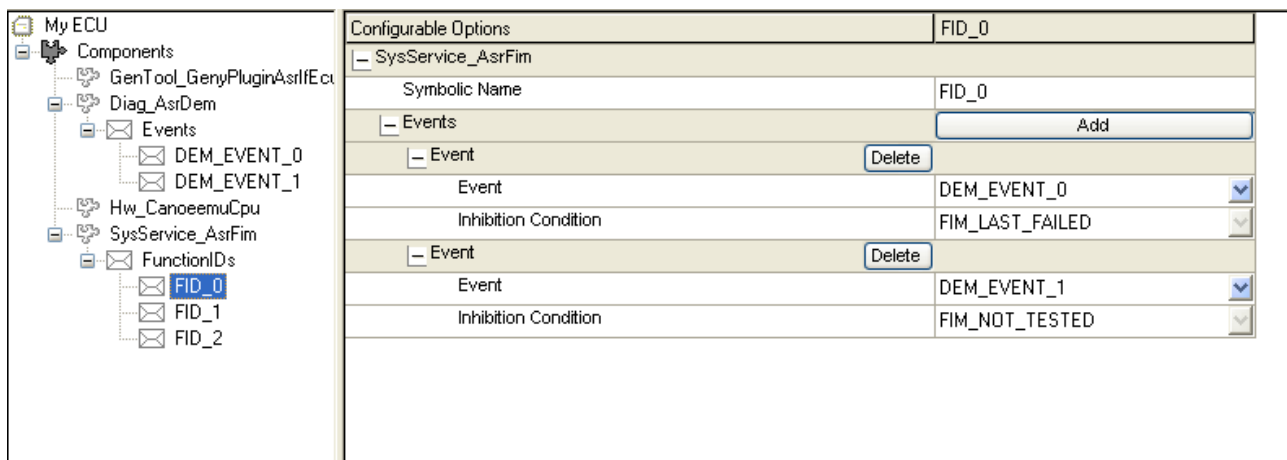 My ECU
Components
GenTool_GenyPluginAsrIfEcu
Diag_AsrDem
Events
DEM_EVENT_0
DEM_EVENT_1
Hw_CanoeemuCpu
SysService_AsrFim
FunctionIDs
FID_0
FID_1
FID_2
Configurable Options FID_0
SysService_AsrFim
Symbolic Name FID_0
Events Add
Event Delete
Event DEM_EVENT_0
Inhibition Condition FIM_LAST_FAILED
Event Delete
Event DEM_EVENT_1
Inhibition Condition FIM_NOT_TESTED